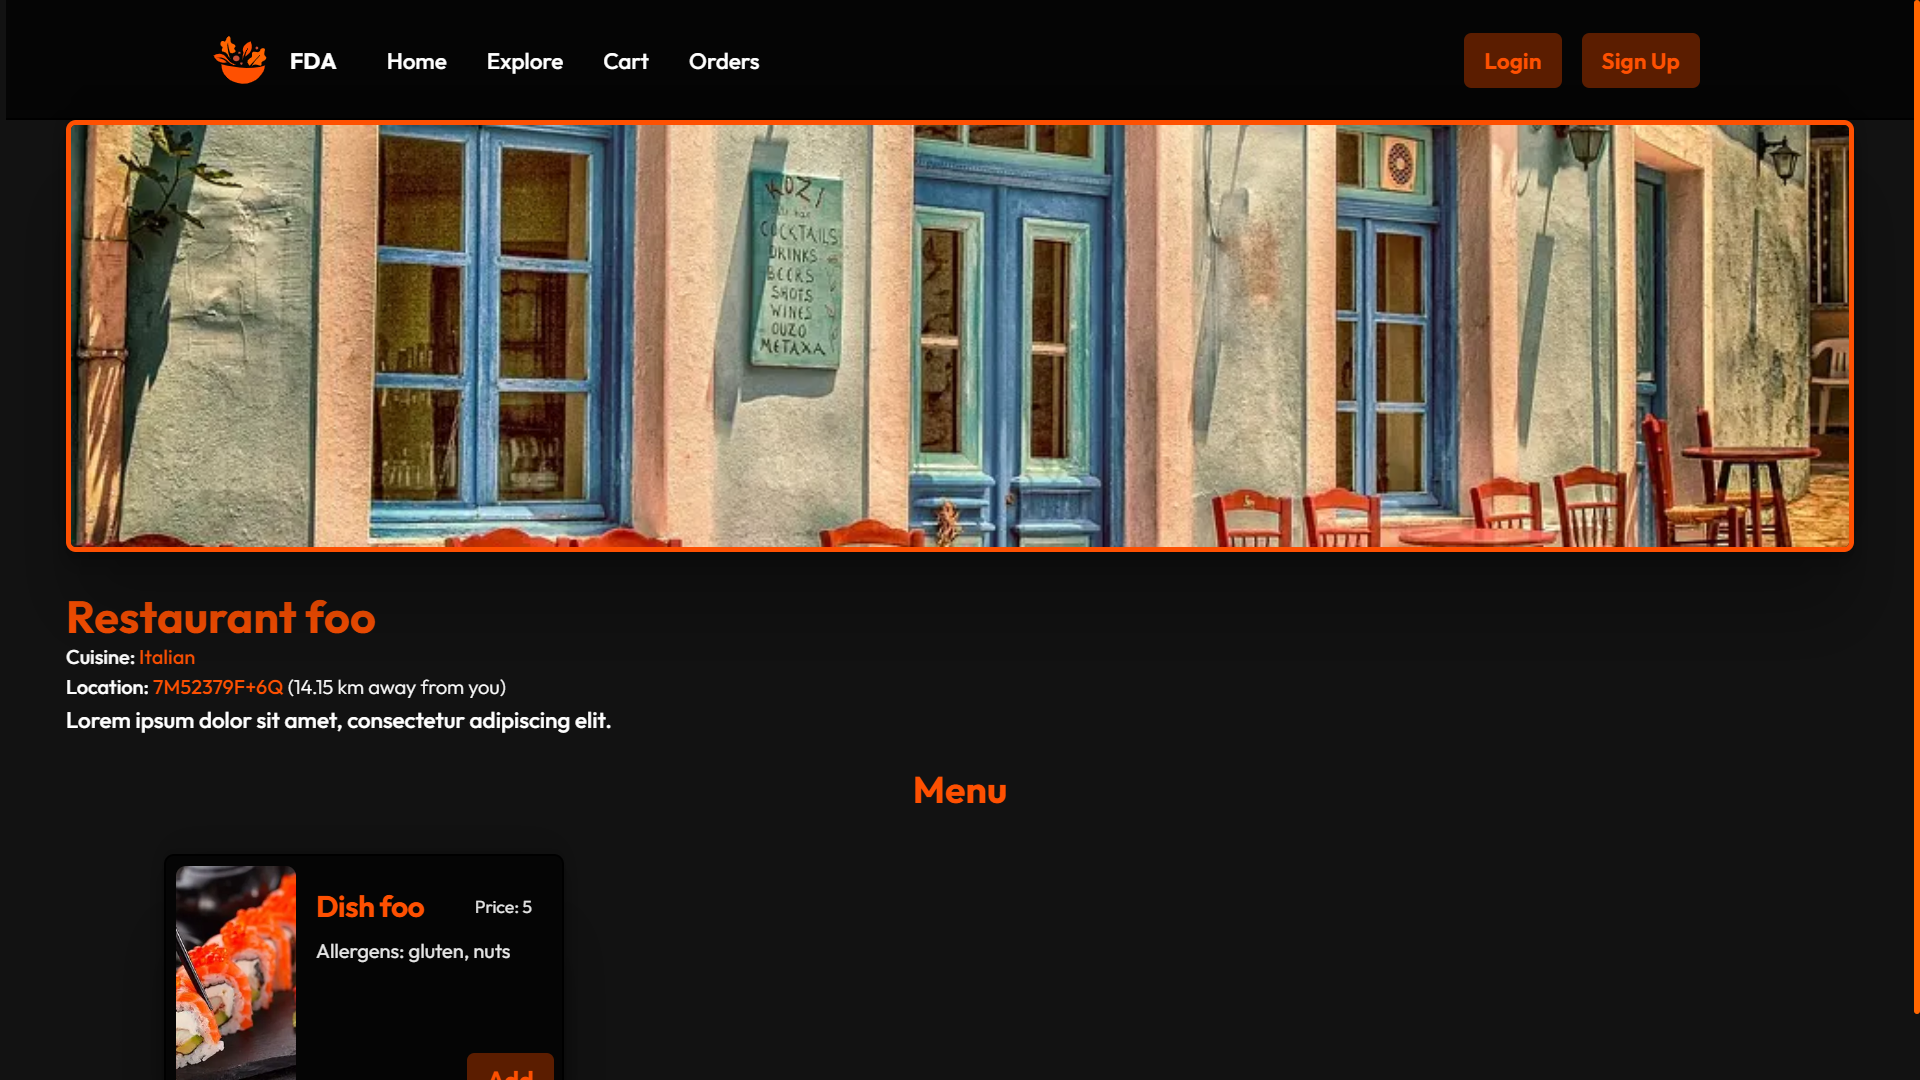 FDA Home Explore Cart Orders Login Sign Up
KOZI
COCKTAILS
DRINKS
BEERS
SHOTS
WINES
OUZO
METAXA
Restaurant foo
Cuisine: Italian
Location: 7M52379F+6Q (14.15 km away from you)
Lorem ipsum dolor sit amet, consectetur adipiscing elit.
Menu
Dish foo Price: 5
Allergens: gluten, nuts
Add